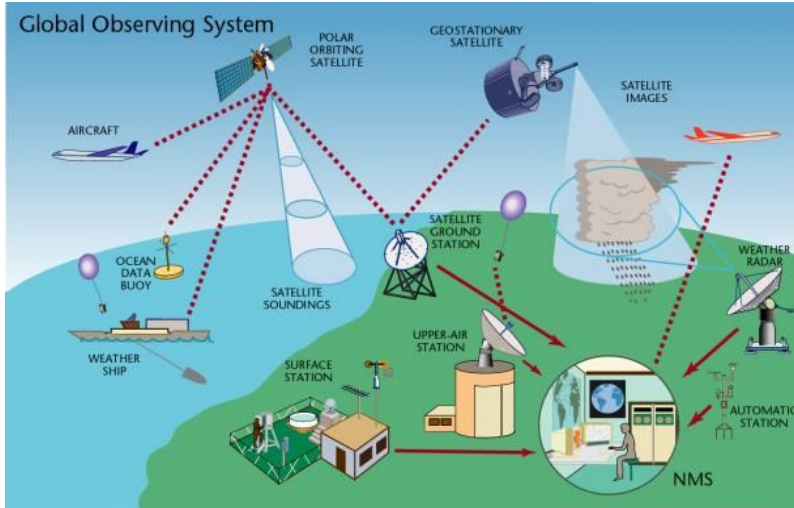 Global Observing System
POLAR
ORBITING
SATELLITE
GEOSTATIONARY
SATELLITE
SATELLITE
IMAGES
AIRCRAFT
OCEAN
DATA
BUOY
SATELLITE
SOUNDINGS
SATELLITE
GROUND
STATION
WEATHER
RADAR
WEATHER
SHIP
UPPER-AIR
STATION
SURFACE
STATION
AUTOMATIC
STATION
NMS